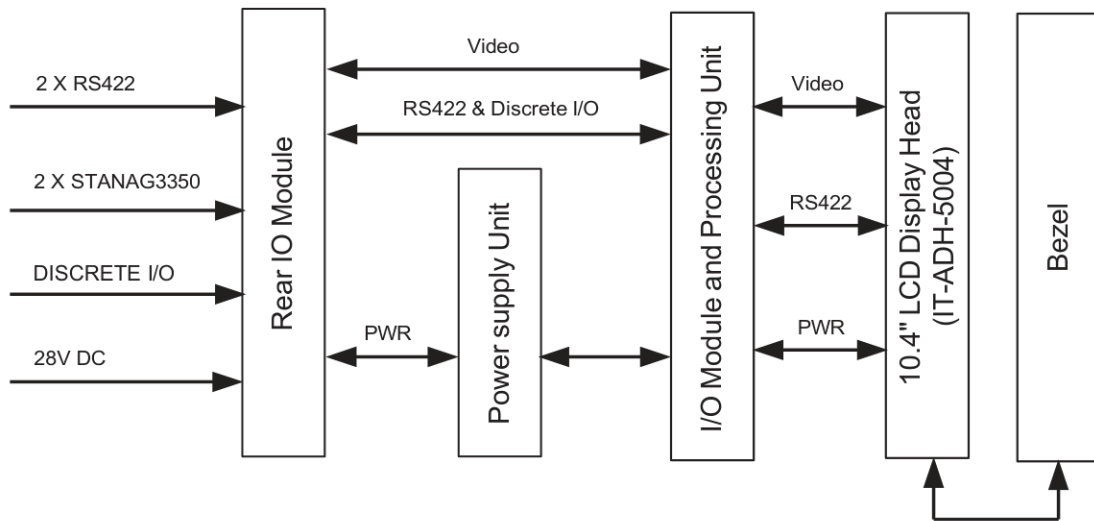 2 X RS422
2 X STANAG3350
DISCRETE I/O
28V DC
Rear IO Module
Video
RS422 & Discrete I/O
PWR
Power supply Unit
I/O Module and Processing Unit
Video
RS422
PWR
10.4" LCD Display Head
(IT-ADH-5004)
Bezel